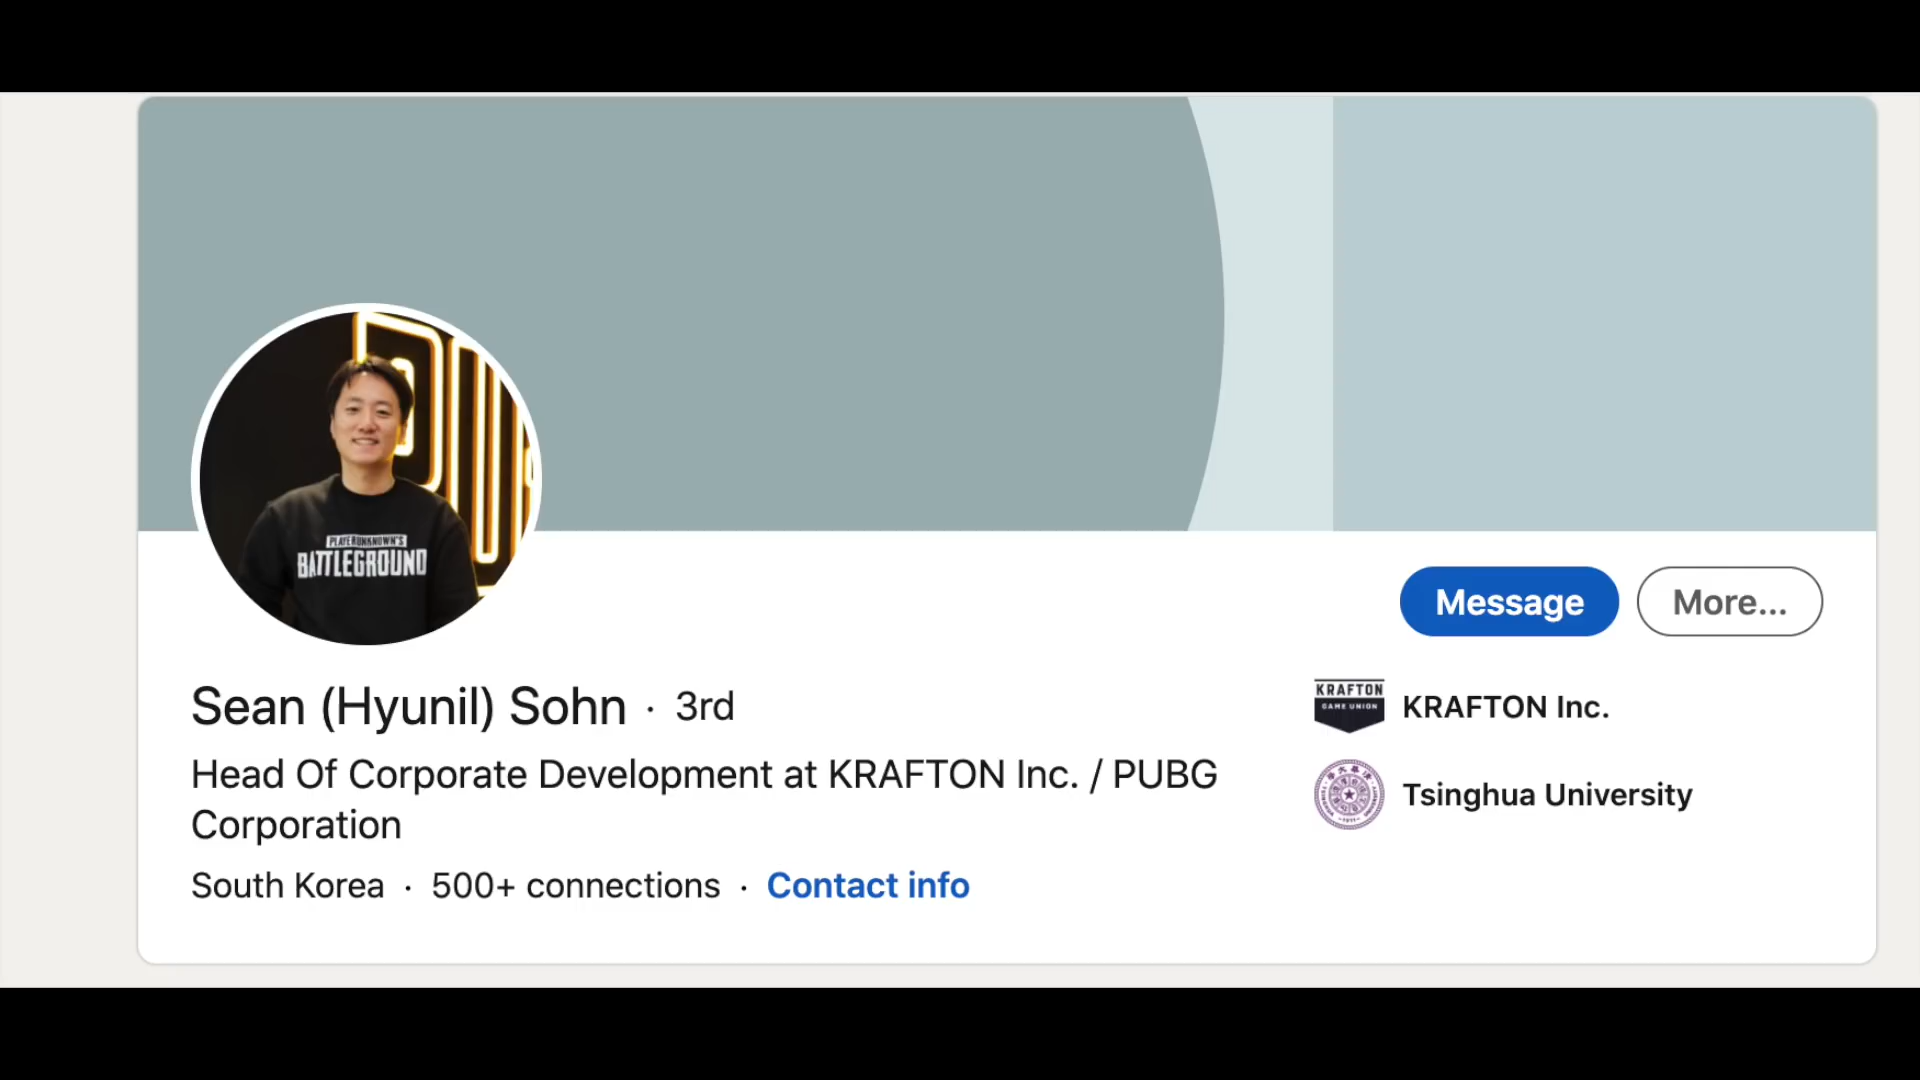 PLAYERUNKNOWN'S
BATTLEGROUND
Message
More...
Sean (Hyunil) Sohn · 3rd
Head Of Corporate Development at KRAFTON Inc. / PUBG
Corporation
South Korea · 500+ connections · Contact info
KRAFTON
GAME UNION
KRAFTON Inc.
Tsinghua University